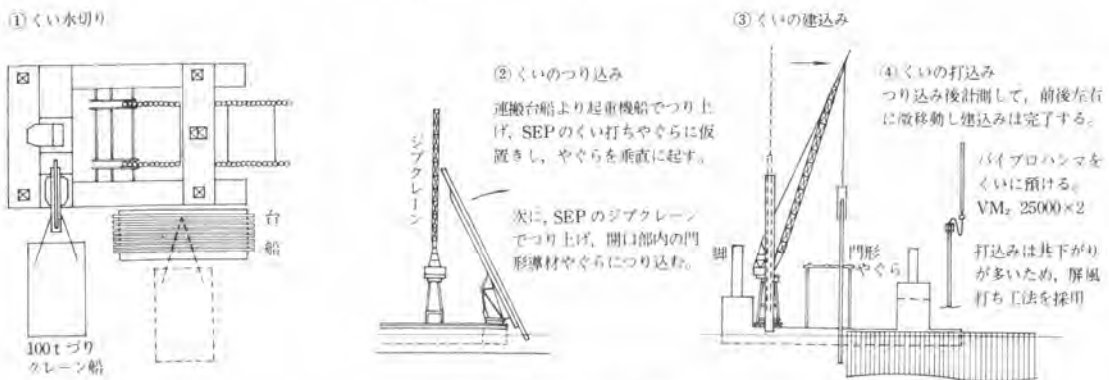 ①くい水切り
台
船
100tづり
クレーン船
②くいのつり込み
運搬台船より起重機船でつり上
げ，SEPのくい打ちやぐらに仮
置きし，やぐらを垂直に起す。
ジブクレーン
次に，SEPのジブクレーン
でつり上げ，開口部内の門
形導材やぐらにつり込む。
③くいの建込み
脚
門形
やぐら
④くいの打込み
つり込み後計測して，前後左右
に微移動し建込みは完了する。
バイブロハンマを
くいに預ける。
VM₂ 25000×2
打込みは共下がり
が多いため，屏風
打ち工法を採用